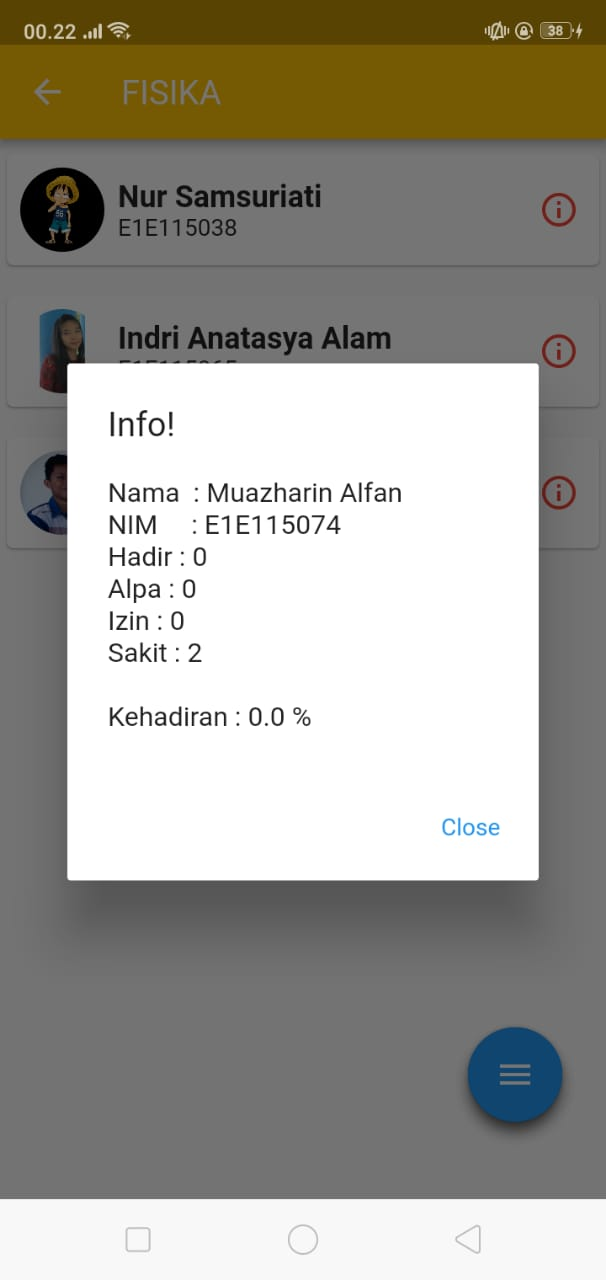 00.22
38
FISIKA
Nur Samsuriati
E1E115038
Indri Anatasya Alam
Info!
Nama : Muazharin Alfan
NIM : E1E115074
Hadir : 0
Alpa : 0
Izin : 0
Sakit : 2
Kehadiran : 0.0 %
Close